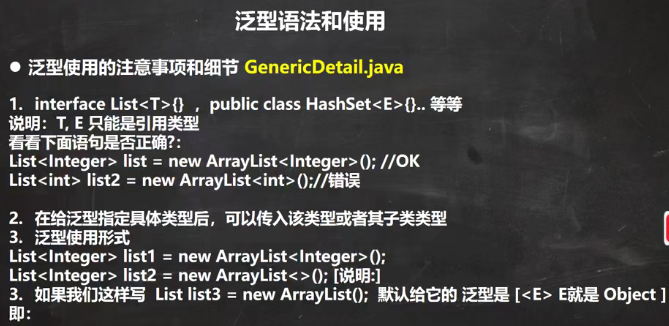 泛型语法和使用
● 泛型使用的注意事项和细节 GenericDetail.java
1. interface List<T>{} , public class HashSet<E>{}.. 等等
说明: T, E 只能是引用类型
看看下面语句是否正确?:
List<Integer> list = new ArrayList<Integer>(); //OK
List<int> list2 = new ArrayList<int>();//错误
2. 在给泛型指定具体类型后，可以传入该类型或者其子类类型
3. 泛型使用形式
List<Integer> list1 = new ArrayList<Integer>();
List<Integer> list2 = new ArrayList<>(); [说明:]
3. 如果我们这样写 List list3 = new ArrayList(); 默认给它的 泛型是 [<E> E就是 Object ]
即: